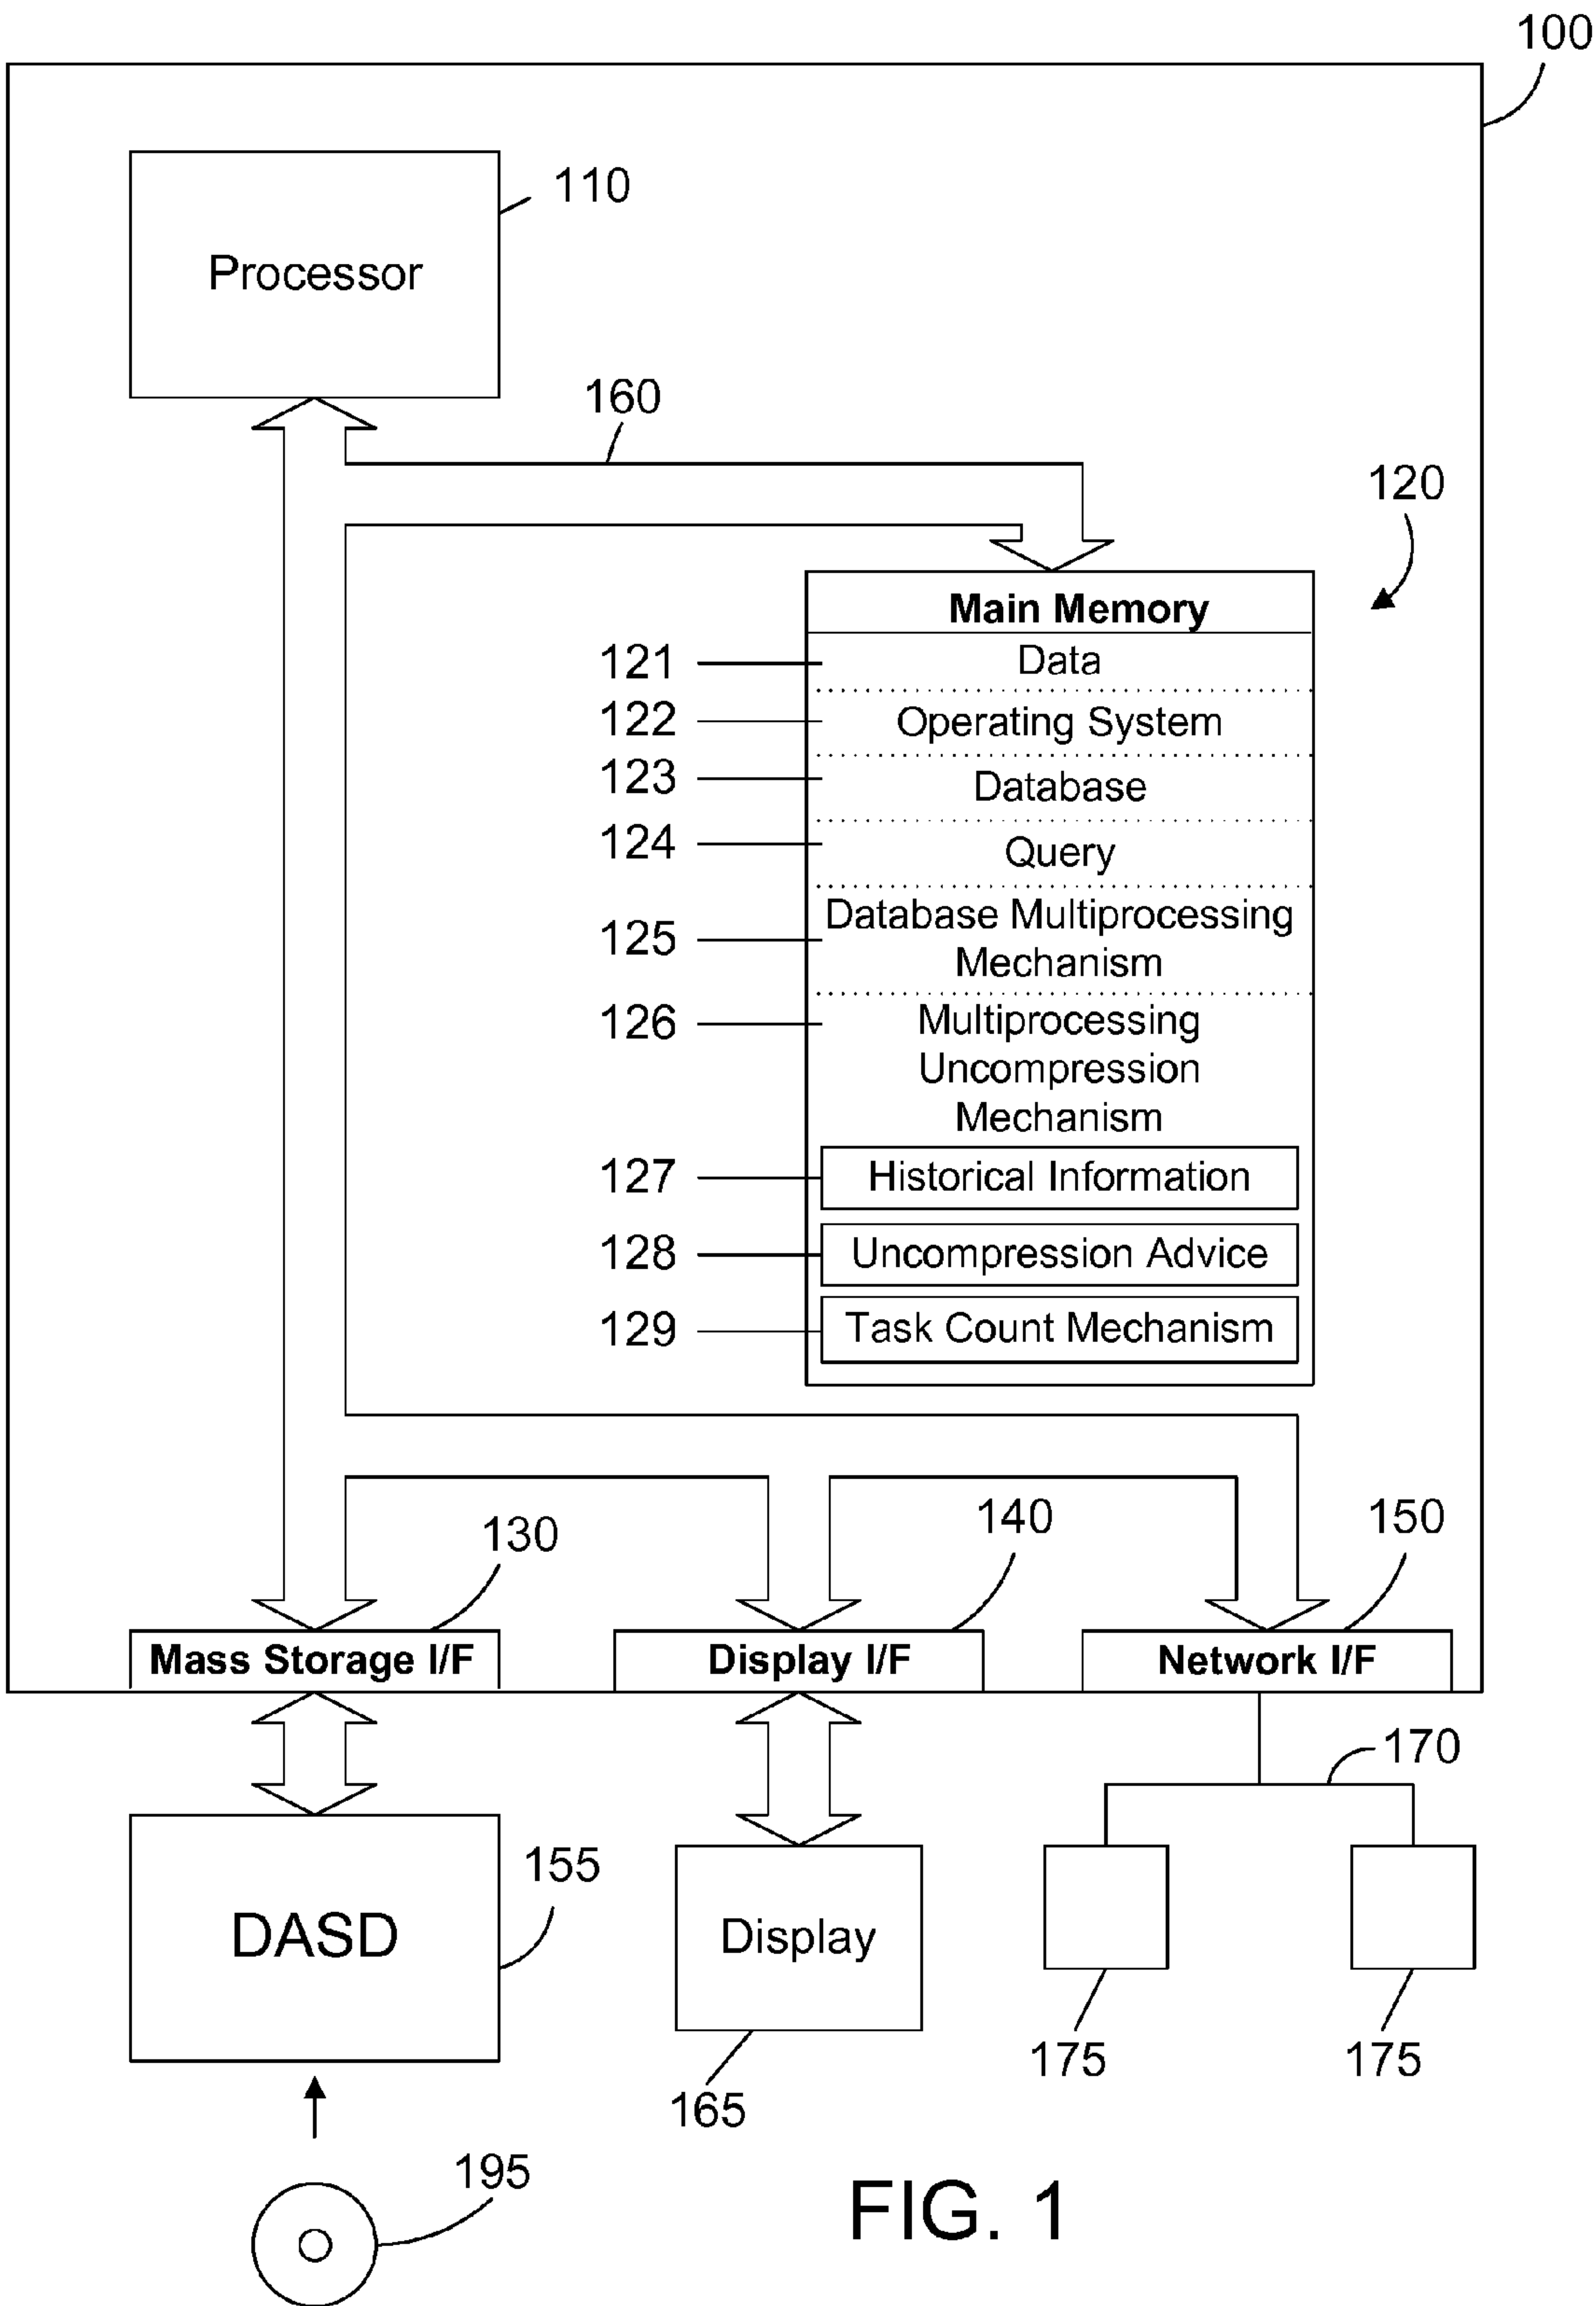 100
110
Processor
160
120
Main Memory
121 Data
122 Operating System
123 Database
124 Query
125 Database Multiprocessing
Mechanism
126 Multiprocessing
Uncompression
Mechanism
127 Historical Information
128 Uncompression Advice
129 Task Count Mechanism
130
140
150
Mass Storage I/F
Display I/F
Network I/F
170
155
DASD
Display
175
175
165
195
FIG. 1